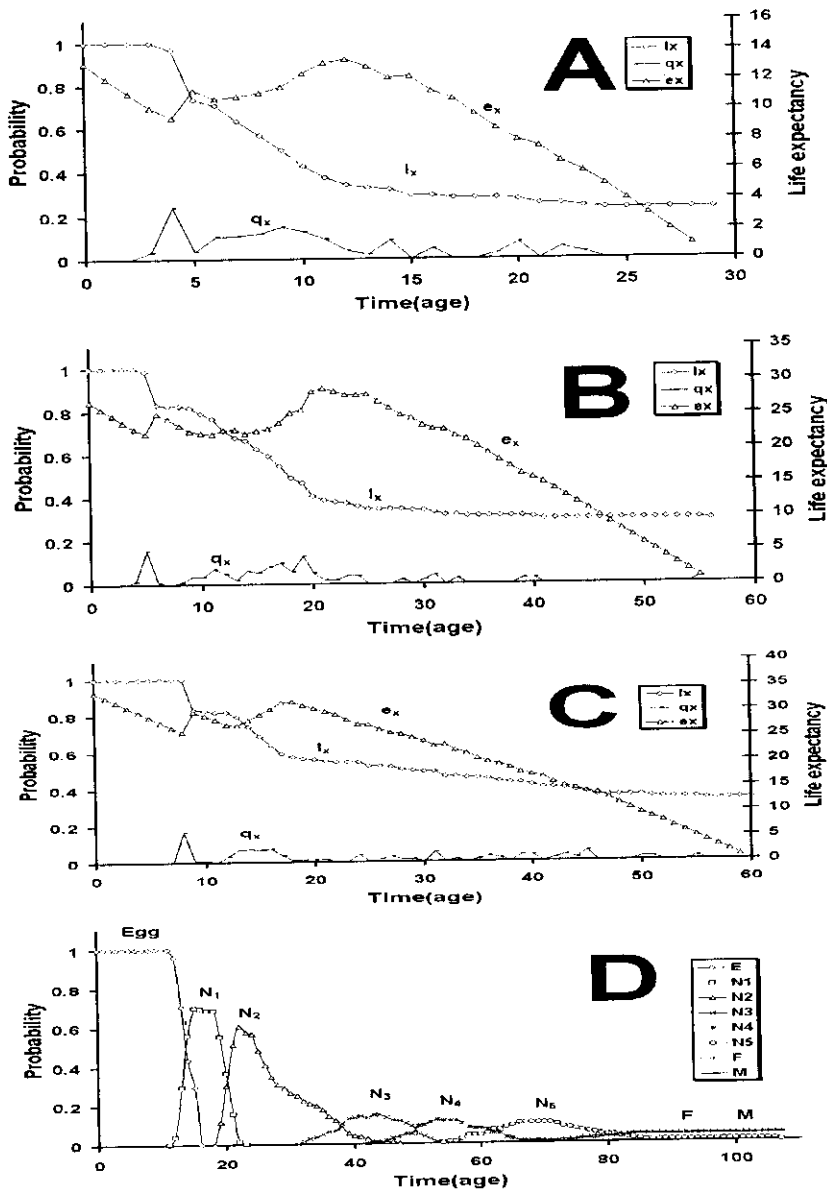 A
Probability
1
0.8
0.6
0.4
0.2
0
16
14
12
10
8
6
4
2
0
Life expectancy
lx
qx
ex
ex
lx
qx
0 5 10 15 20 25 30
Time(age)
B
Probability
1
0.8
0.6
0.4
0.2
0
35
30
25
20
15
10
5
0
Life expectancy
lx
qx
ex
ex
lx
qx
0 10 20 30 40 50 60
Time(age)
C
Probability
1
0.8
0.6
0.4
0.2
0
40
35
30
25
20
15
10
5
0
Life expectancy
lx
qx
ex
ex
lx
qx
0 10 20 30 40 50 60
Time(age)
D
Probability
1
0.8
0.6
0.4
0.2
0
Egg
N1
N2
N3
N4
N5
F M
E
N1
N2
N3
N4
N5
F
M
0 20 40 60 80 100
Time(age)